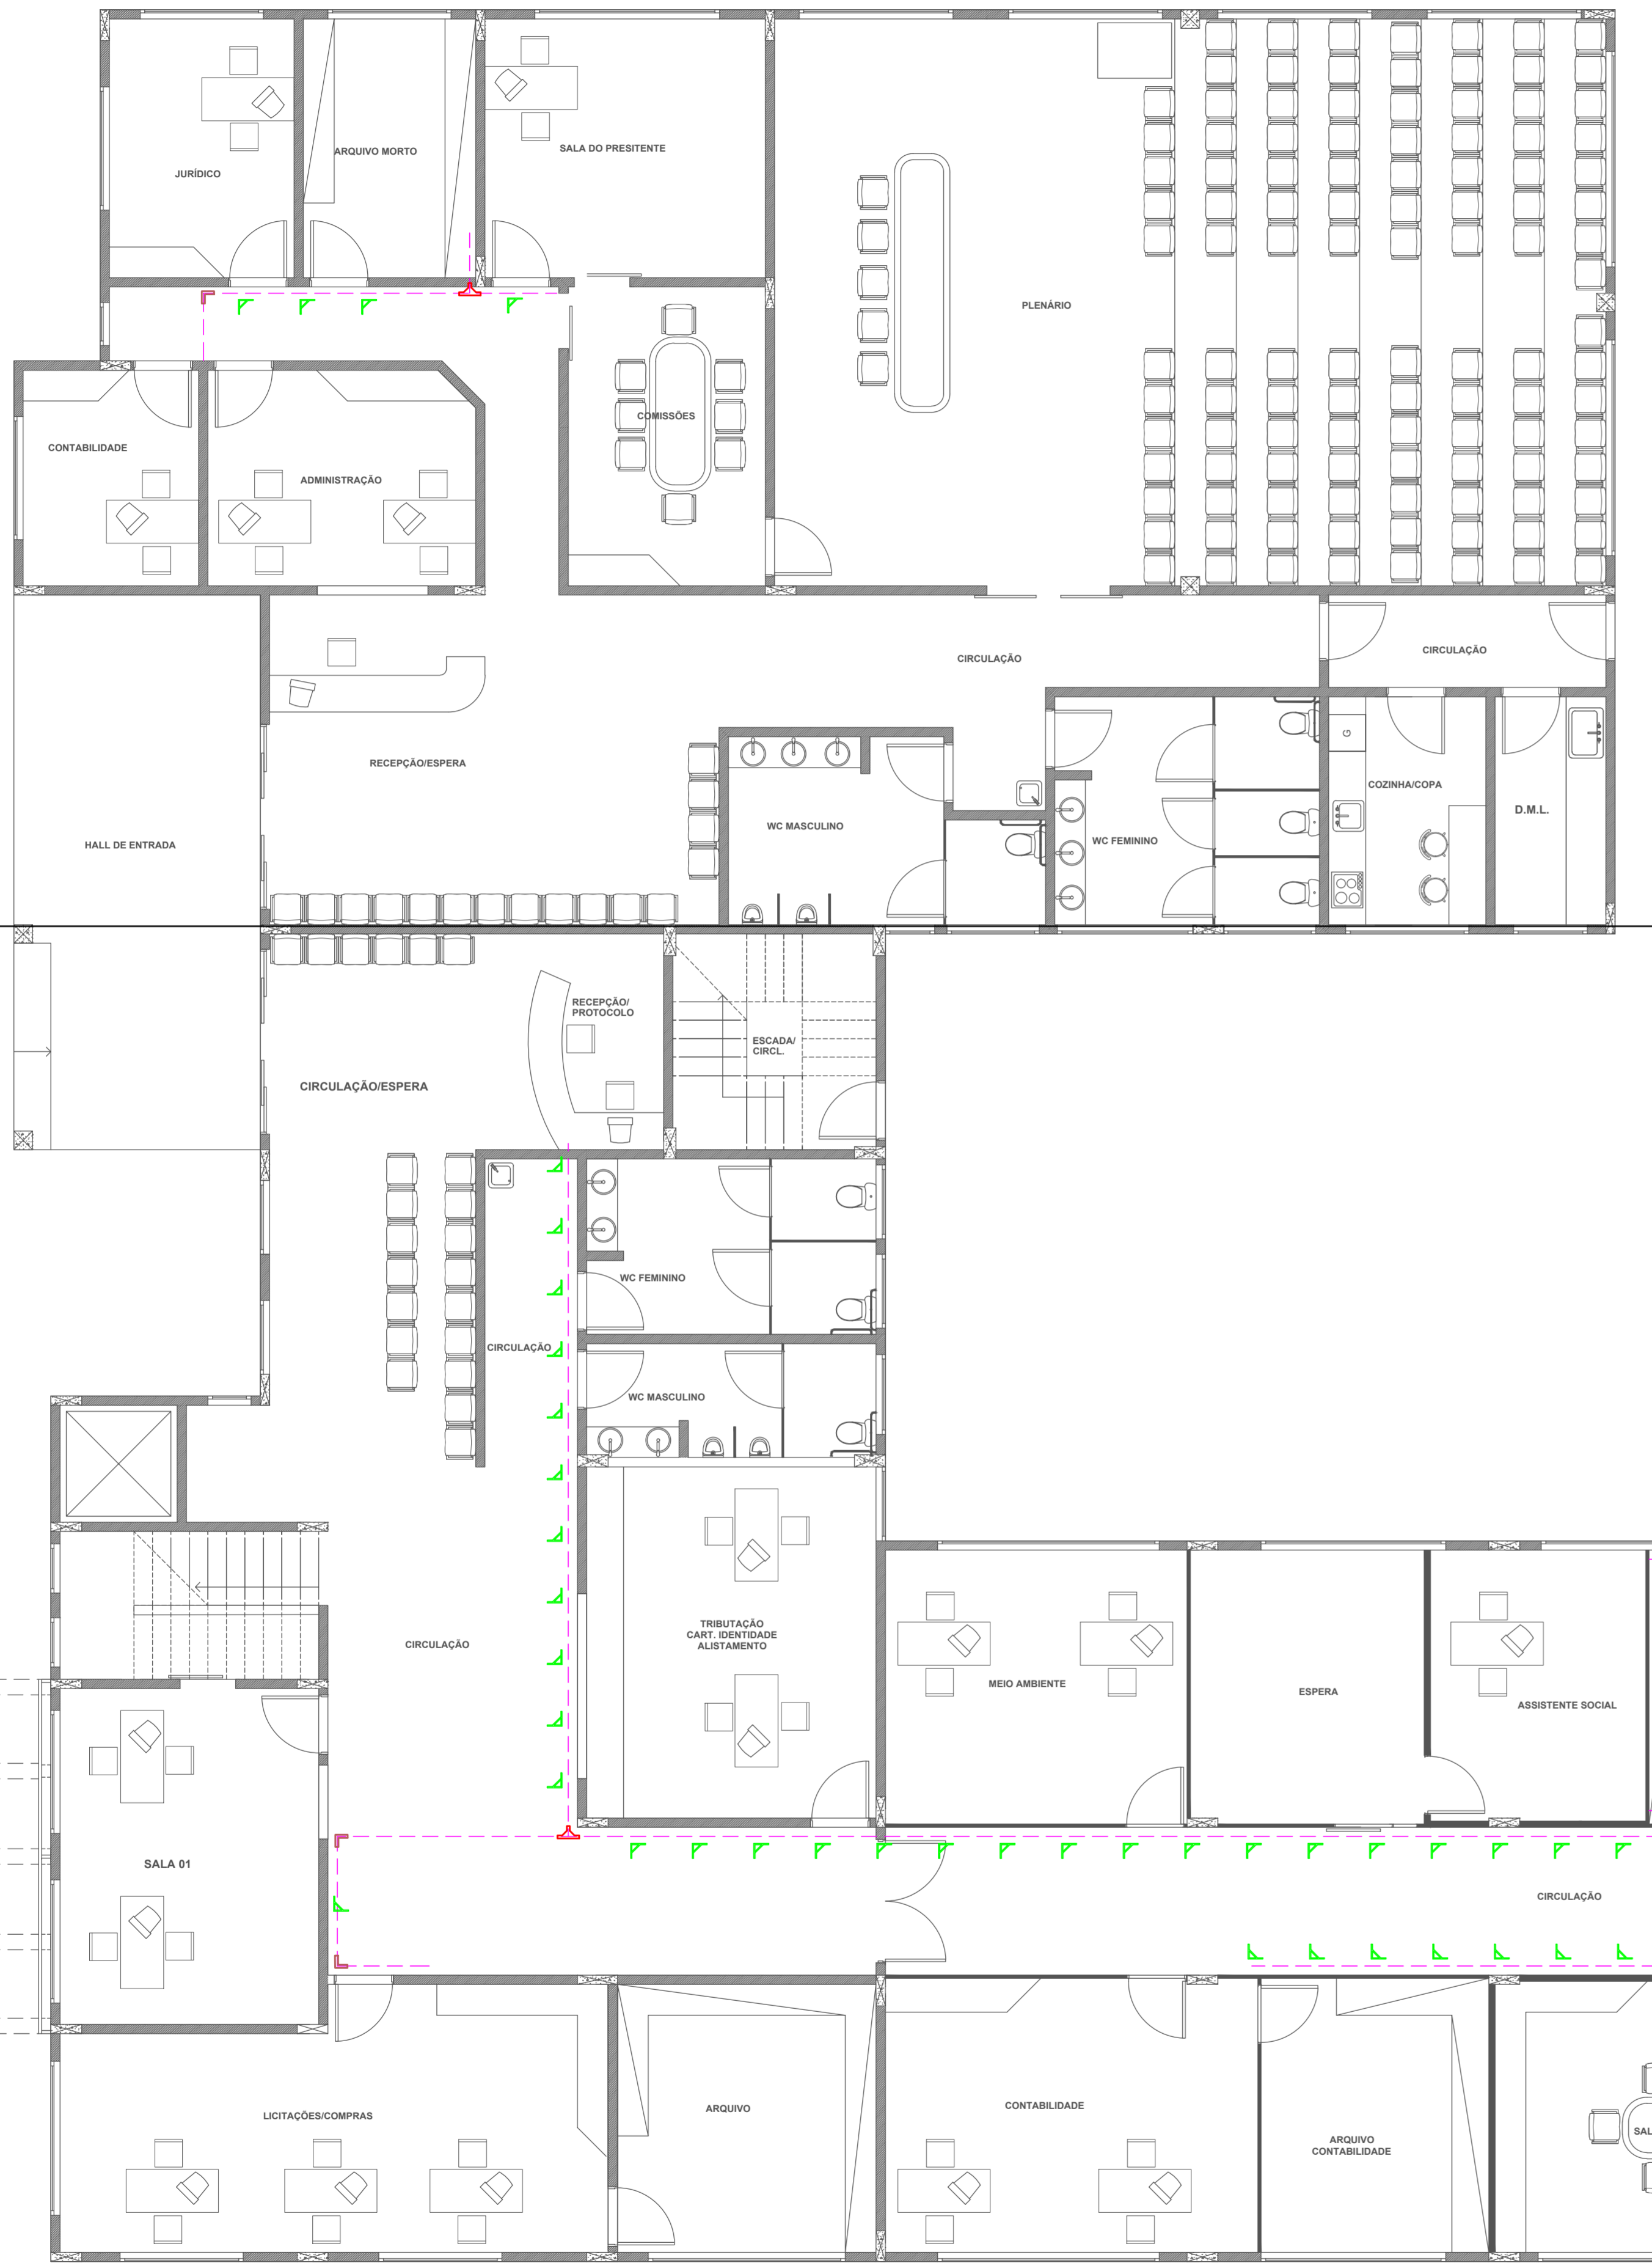 JURÍDICO
ARQUIVO MORTO
SALA DO PRESITENTE
PLENÁRIO
COMISSÕES
CONTABILIDADE
ADMINISTRAÇÃO
CIRCULAÇÃO
CIRCULAÇÃO
RECEPÇÃO/ESPERA
G
COZINHA/COPA
D.M.L.
WC MASCULINO
WC FEMININO
HALL DE ENTRADA
RECEPÇÃO/
PROTOCOLO
ESCADA/
CIRCL.
CIRCULAÇÃO/ESPERA
WC FEMININO
CIRCULAÇÃO
WC MASCULINO
TRIBUTAÇÃO
CART. IDENTIDADE
ALISTAMENTO
CIRCULAÇÃO
MEIO AMBIENTE
ESPERA
ASSISTENTE SOCIAL
SALA 01
CIRCULAÇÃO
LICITAÇÕES/COMPRAS
ARQUIVO
CONTABILIDADE
ARQUIVO
CONTABILIDADE
SAL